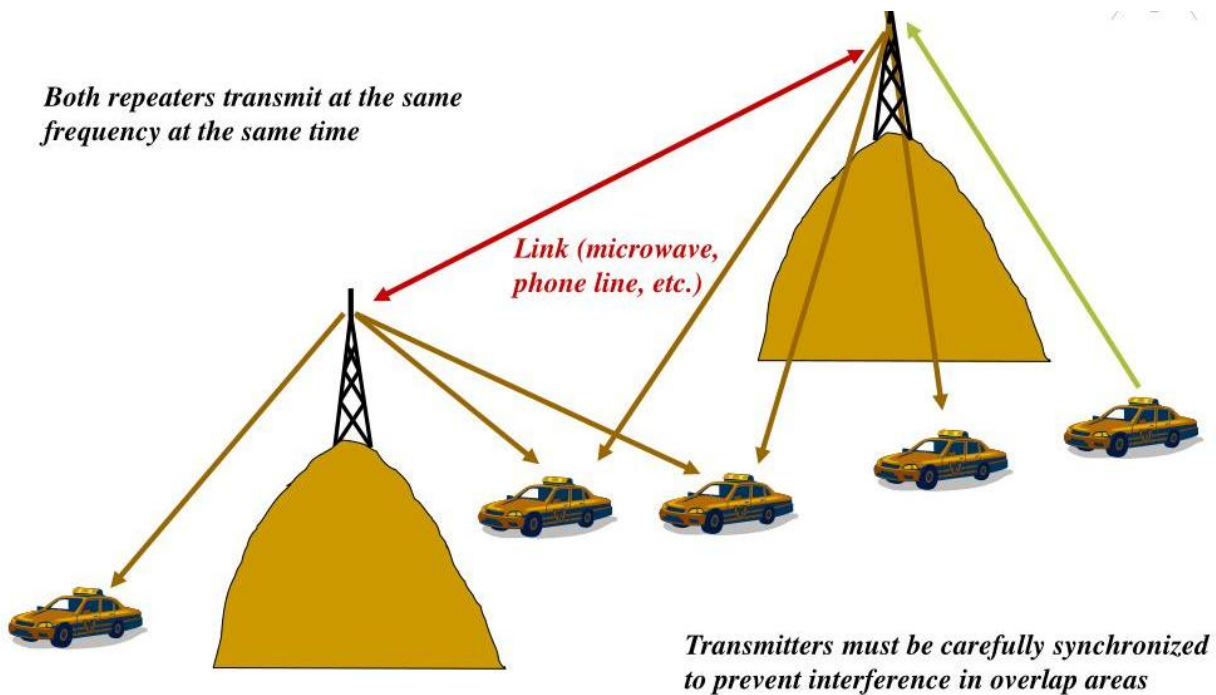 Both repeaters transmit at the same
frequency at the same time
Link (microwave,
phone line, etc.)
Transmitters must be carefully synchronized
to prevent interference in overlap areas